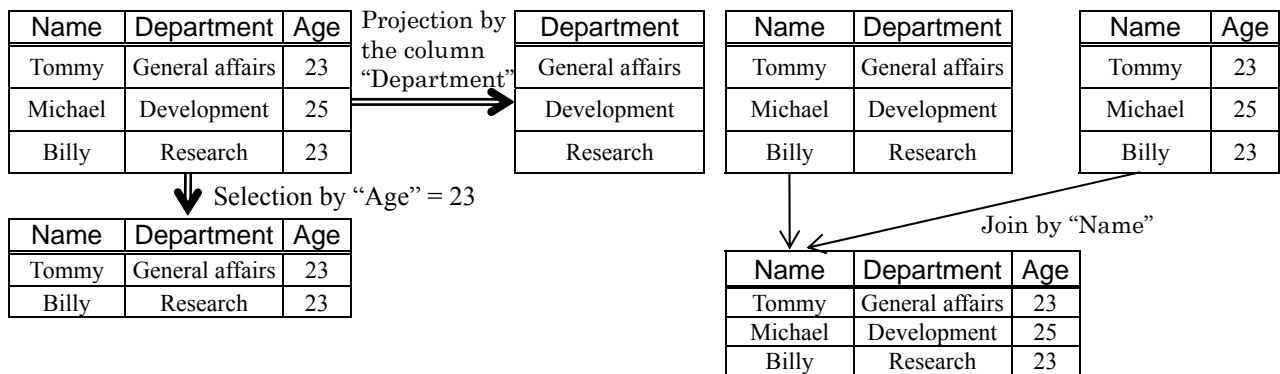 Name Department Age
Tommy General affairs 23
Michael Development 25
Billy Research 23
Projection by
the column
“Department”
Department
General affairs
Development
Research
Selection by “Age” = 23
Name Department Age
Tommy General affairs 23
Billy Research 23
Name Department
Tommy General affairs
Michael Development
Billy Research
Name Age
Tommy 23
Michael 25
Billy 23
Join by “Name”
Name Department Age
Tommy General affairs 23
Michael Development 25
Billy Research 23